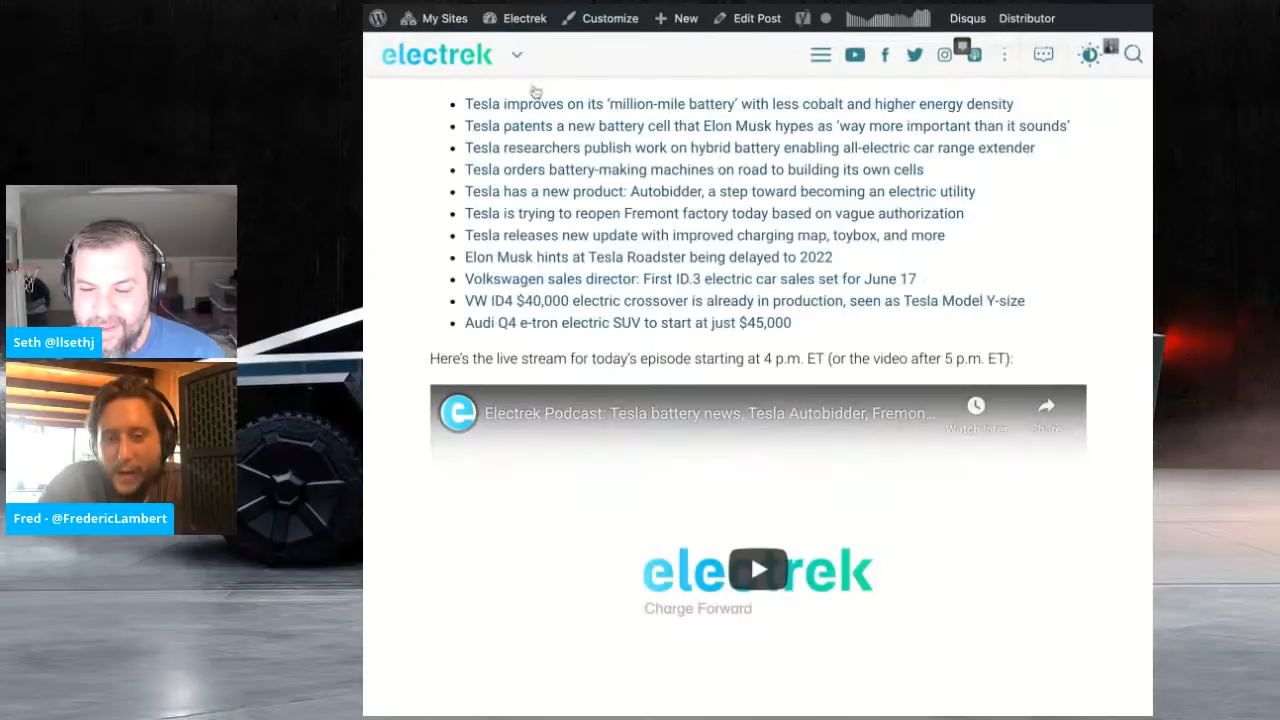 My Sites Electrek Customize New Edit Post Disqus Distributor
electrek
Tesla improves on its ‘million-mile battery’ with less cobalt and higher energy density
Tesla patents a new battery cell that Elon Musk hypes as ‘way more important than it sounds’
Tesla researchers publish work on hybrid battery enabling all-electric car range extender
Tesla orders battery-making machines on road to building its own cells
Tesla has a new product: Autobidder, a step toward becoming an electric utility
Tesla is trying to reopen Fremont factory today based on vague authorization
Tesla releases new update with improved charging map, toybox, and more
Elon Musk hints at Tesla Roadster being delayed to 2022
Volkswagen sales director: First ID.3 electric car sales set for June 17
VW ID4 $40,000 electric crossover is already in production, seen as Tesla Model Y-size
Audi Q4 e-tron electric SUV to start at just $45,000
Here’s the live stream for today’s episode starting at 4 p.m. ET (or the video after 5 p.m. ET):
Electrek Podcast: Tesla battery news, Tesla Autobidder, Fremon...
Watch later Share
Charge Forward
Seth @llsethj
Fred - @FredericLambert